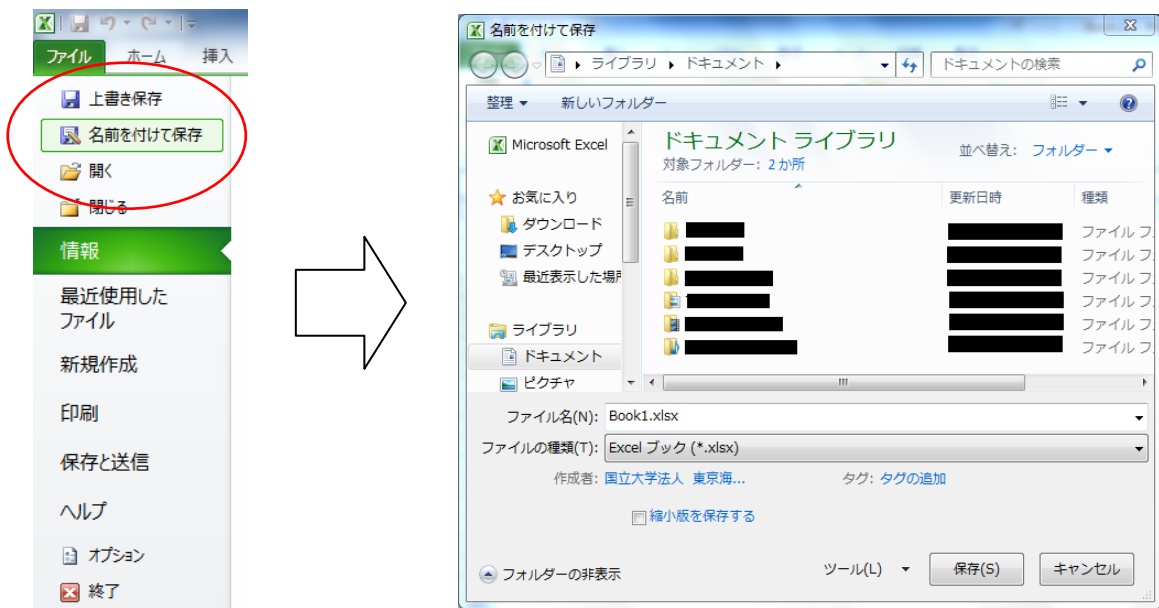 ファイル ホーム 挿入
上書き保存
名前を付けて保存
開く
閉じる
情報
最近使用した
ファイル
新規作成
印刷
保存と送信
ヘルプ
オプション
終了
名前を付けて保存
ライブラリ ドキュメント ドキュメントの検索
整理 新しいフォルダー
Microsoft Excel
お気に入り
ダウンロード
デスクトップ
最近表示した場所
ライブラリ
ドキュメント
ピクチャ
ドキュメント ライブラリ
対象フォルダー: 2 か所
並べ替え: フォルダー
名前 更新日時 種類
ファイル フ
ファイル フ
ファイル フ
ファイル フ
ファイル フ
ファイル フ
ファイル名(N): Book1.xlsx
ファイルの種類(T): Excel ブック (*.xlsx)
作成者: 国立大学法人 東京海... タグ: タグの追加
縮小版を保存する
フォルダーの非表示 ツール(L) 保存(S) キャンセル